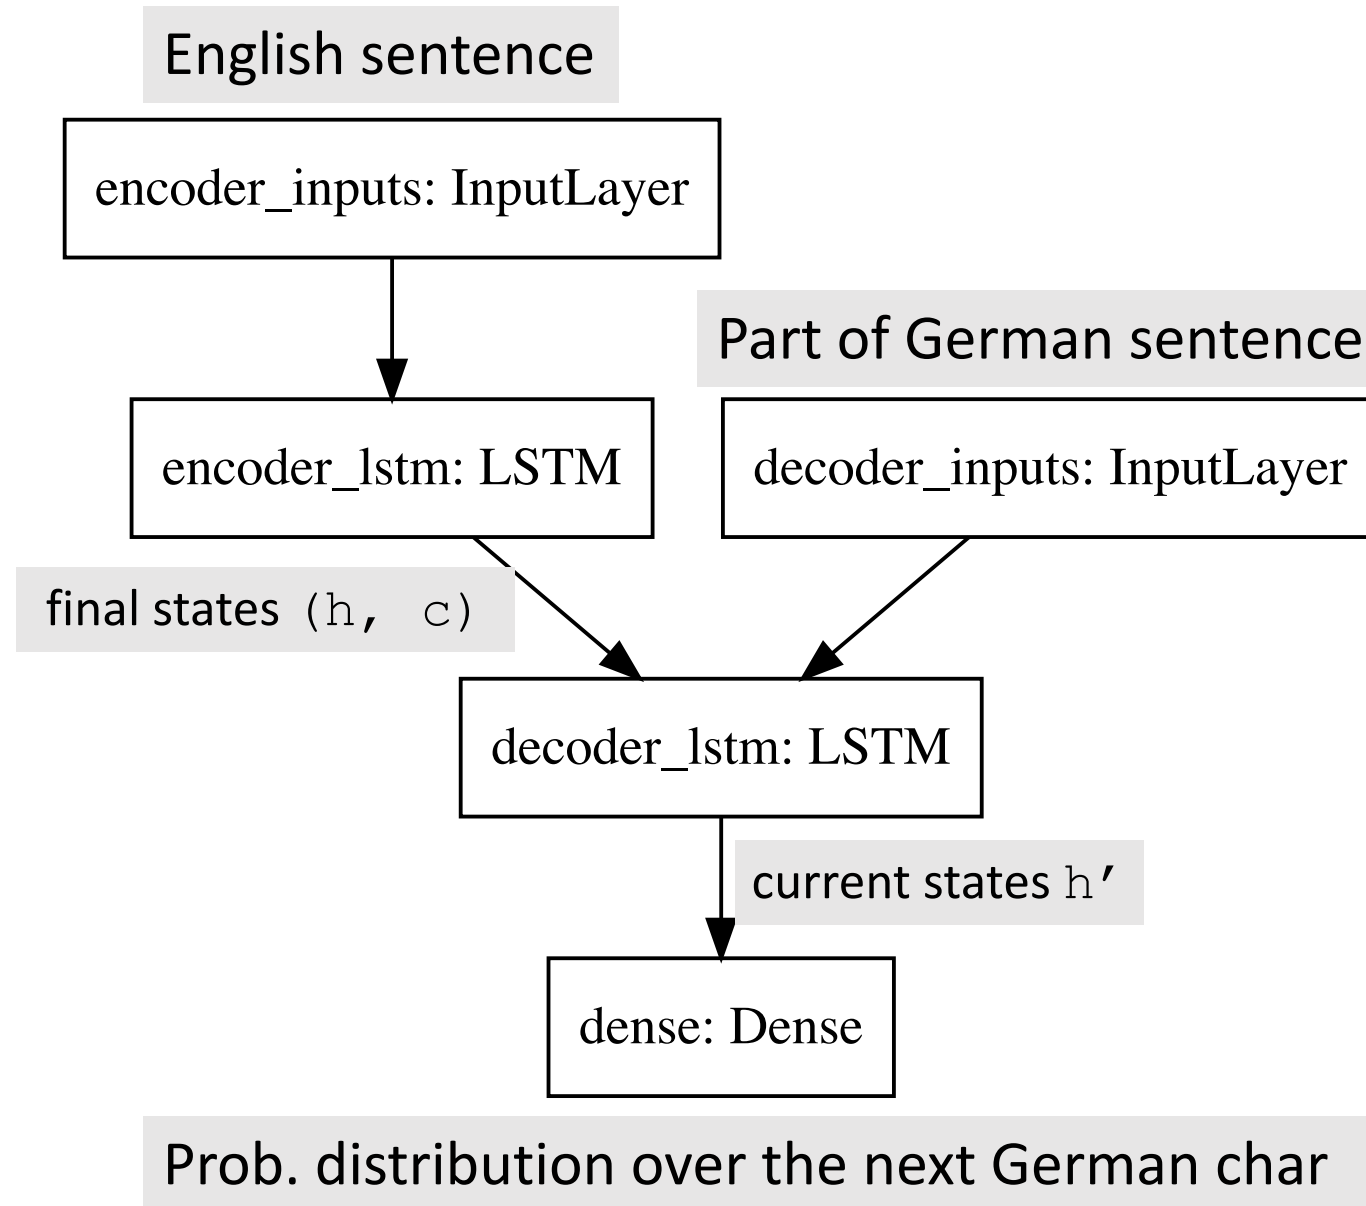 English sentence
encoder_inputs: InputLayer
Part of German sentence
encoder_lstm: LSTM
decoder_inputs: InputLayer
final states (h, c)
decoder_lstm: LSTM
current states h’
dense: Dense
Prob. distribution over the next German char